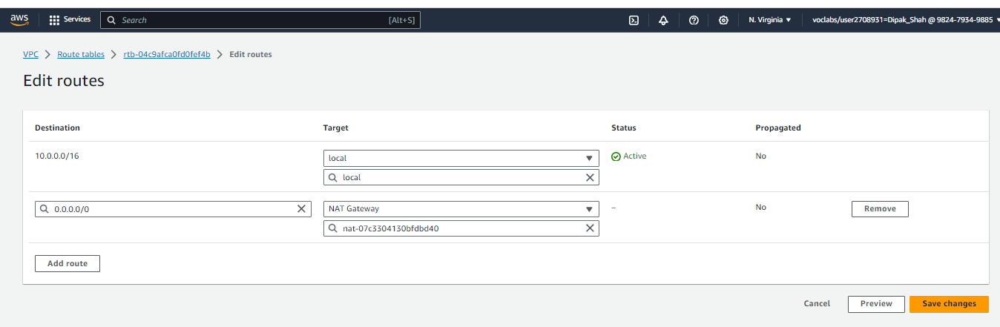 aws Services Search [Alt+S] N. Virginia voclabs/user2708931=Dipak_Shah @ 9824-7934-9885
VPC Route tables rtb-04c9afca0fd0fef4b Edit routes
Edit routes
Destination Target Status Propagated
10.0.0.0/16 local Active No
local
0.0.0.0/0 NAT Gateway – No Remove
nat-07c3304130bfdbd40
Add route
Cancel Preview Save changes